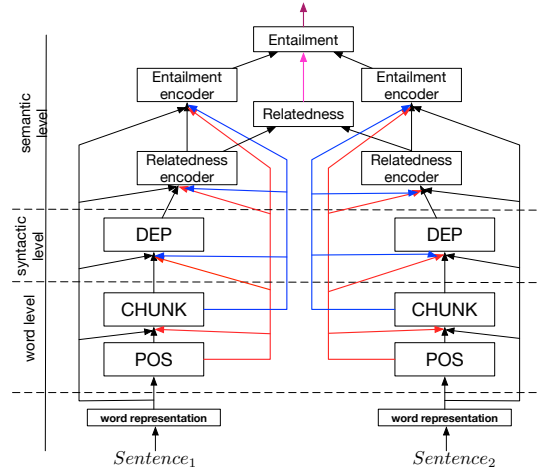 Entailment
Entailment
encoder
Entailment
encoder
Relatedness
semantic
level
Relatedness
encoder
Relatedness
encoder
syntactic
level
DEP
DEP
word level
CHUNK
CHUNK
POS
POS
word representation
word representation
Sentence1
Sentence2